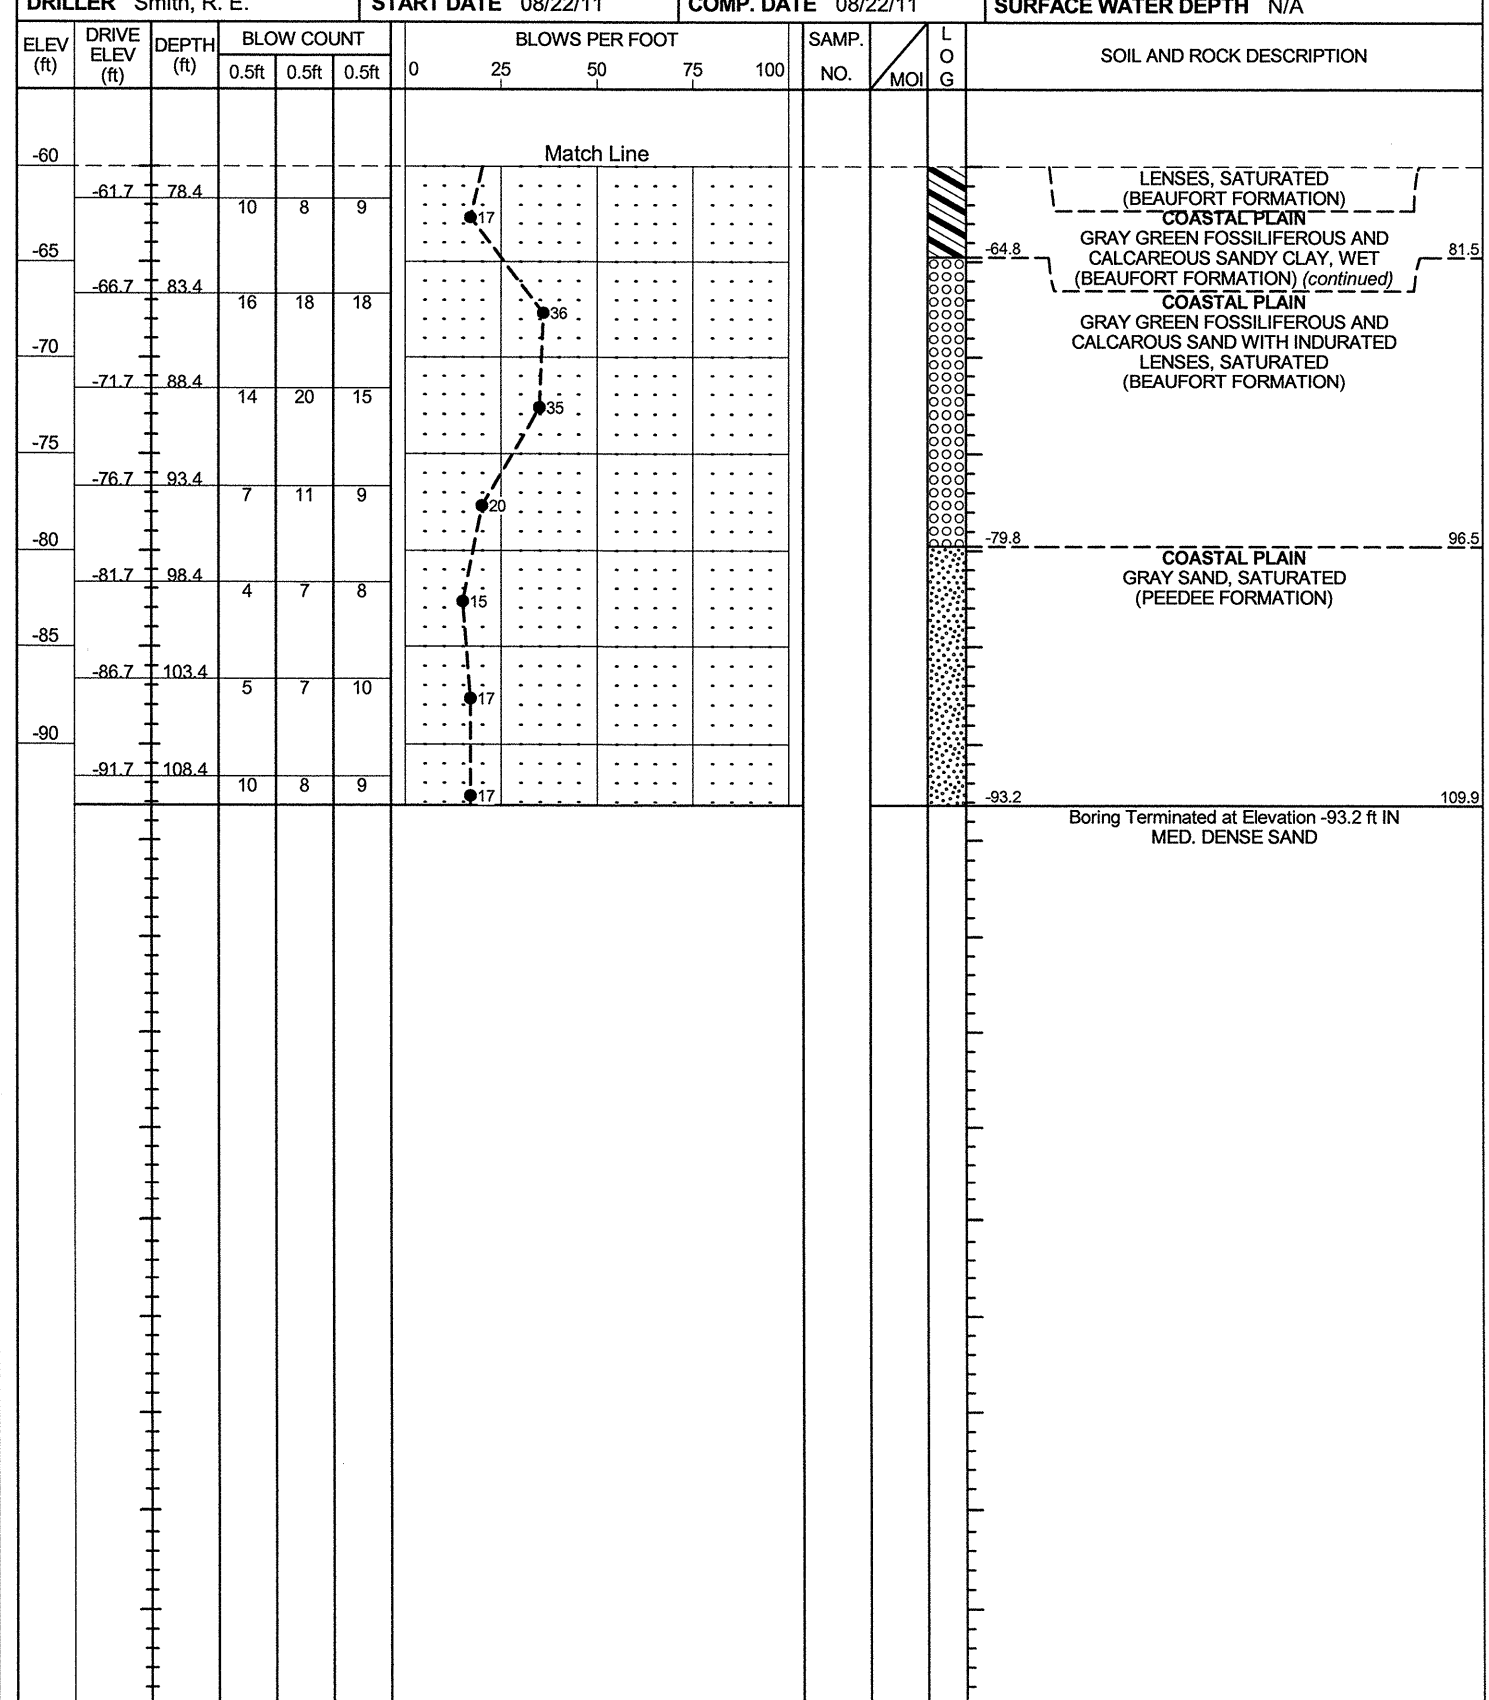 DRILLER Smith, R. E. START DATE 08/22/11 COMP. DATE 08/22/11 SURFACE WATER DEPTH N/A
ELEV (ft) DRIVE ELEV (ft) DEPTH (ft) BLOW COUNT BLOWS PER FOOT SAMP. NO. MOI LOG SOIL AND ROCK DESCRIPTION
0.5ft 0.5ft 0.5ft 0 25 50 75 100
Match Line
-60
LENSES, SATURATED
(BEAUFORT FORMATION)
-61.7 78.4 10 8 9 17
COASTAL PLAIN
GRAY GREEN FOSSILIFEROUS AND
CALCAREOUS SANDY CLAY, WET
(BEAUFORT FORMATION) (continued)
-65 -64.8 81.5
-66.7 83.4 16 18 18 36
COASTAL PLAIN
GRAY GREEN FOSSILIFEROUS AND
CALCAROUS SAND WITH INDURATED
LENSES, SATURATED
(BEAUFORT FORMATION)
-70
-71.7 88.4 14 20 15 35
-75
-76.7 93.4 7 11 9 20
-80 -79.8 96.5
COASTAL PLAIN
GRAY SAND, SATURATED
(PEEDEE FORMATION)
-81.7 98.4 4 7 8 15
-85
-86.7 103.4 5 7 10 17
-90
-91.7 108.4 10 8 9 17
-93.2 109.9
Boring Terminated at Elevation -93.2 ft IN
MED. DENSE SAND